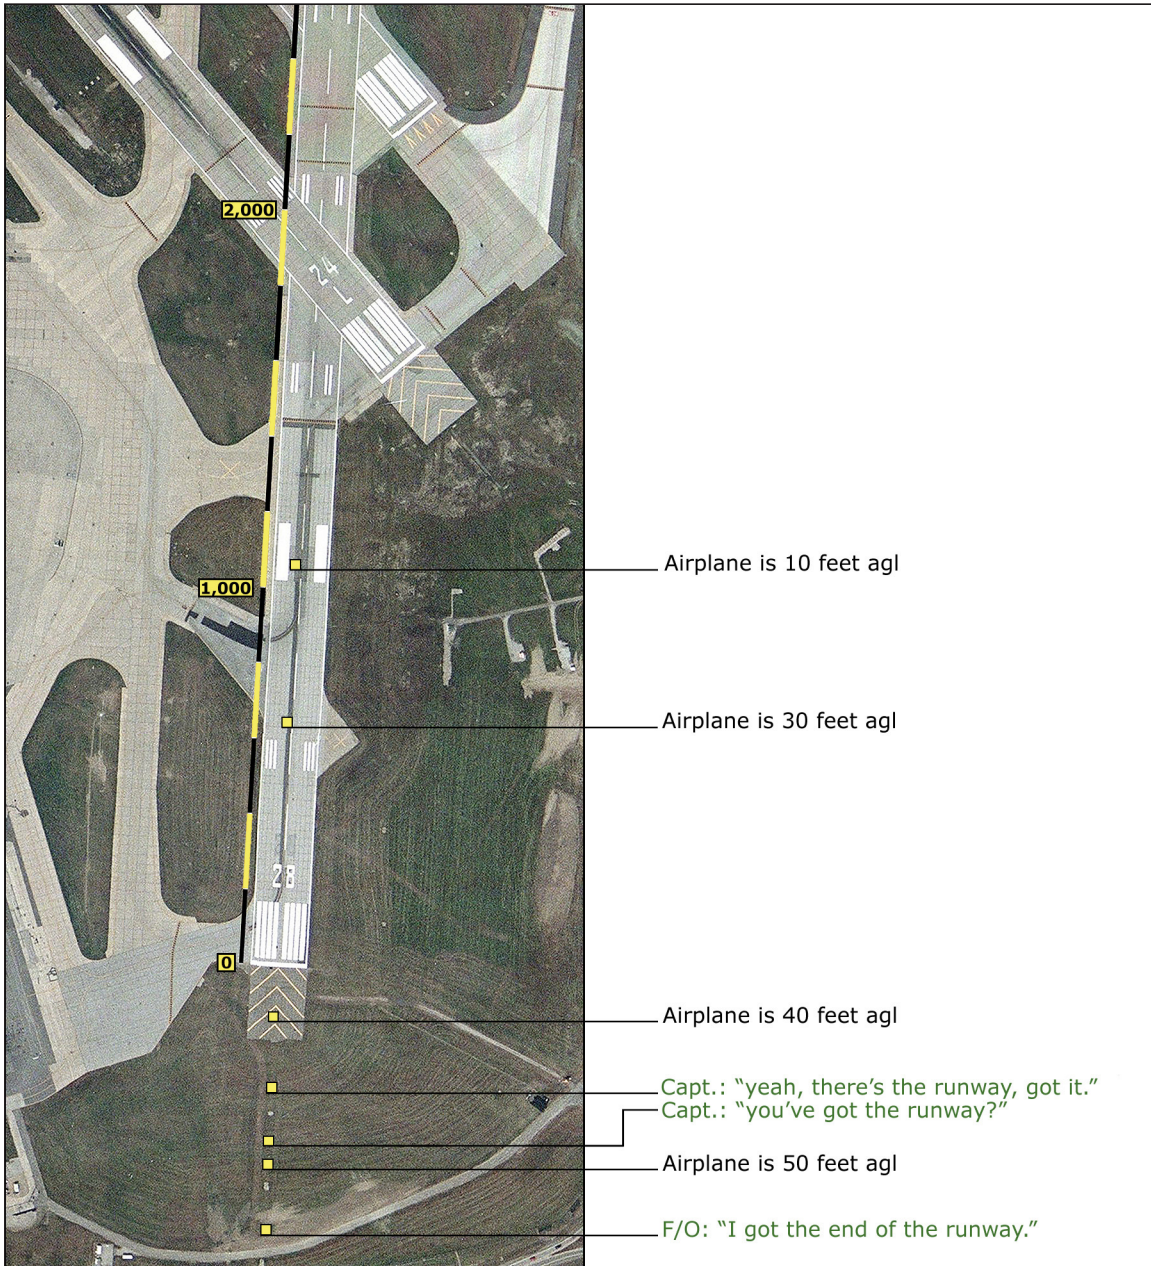 2,000
24
L
Airplane is 10 feet agl
1,000
Airplane is 30 feet agl
28
0
Airplane is 40 feet agl
Capt.: “yeah, there’s the runway, got it.”
Capt.: “you’ve got the runway?”
Airplane is 50 feet agl
F/O: “I got the end of the runway.”